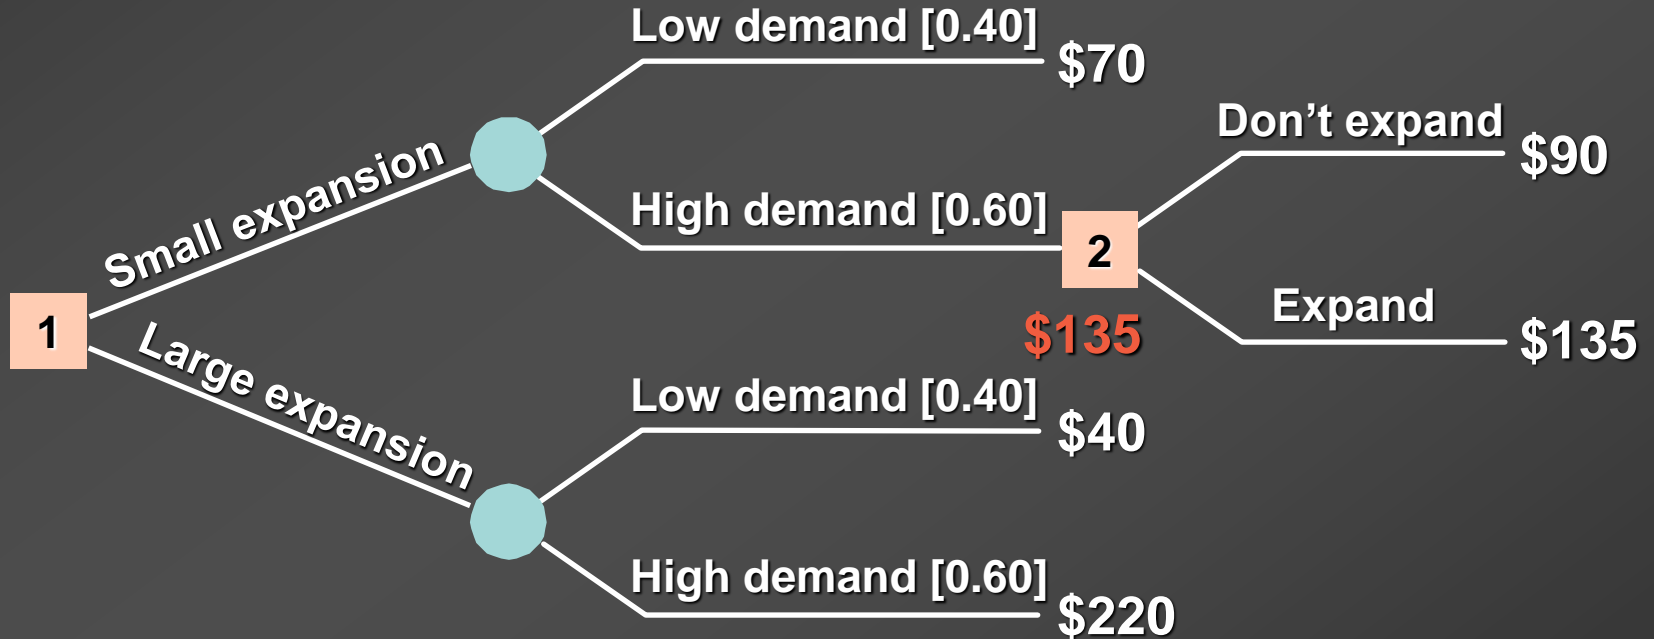 Low demand [0.40]
$70
Don’t expand
$90
Small expansion
High demand [0.60]
2
Expand
$135
$135
1
Large expansion
Low demand [0.40]
$40
High demand [0.60]
$220